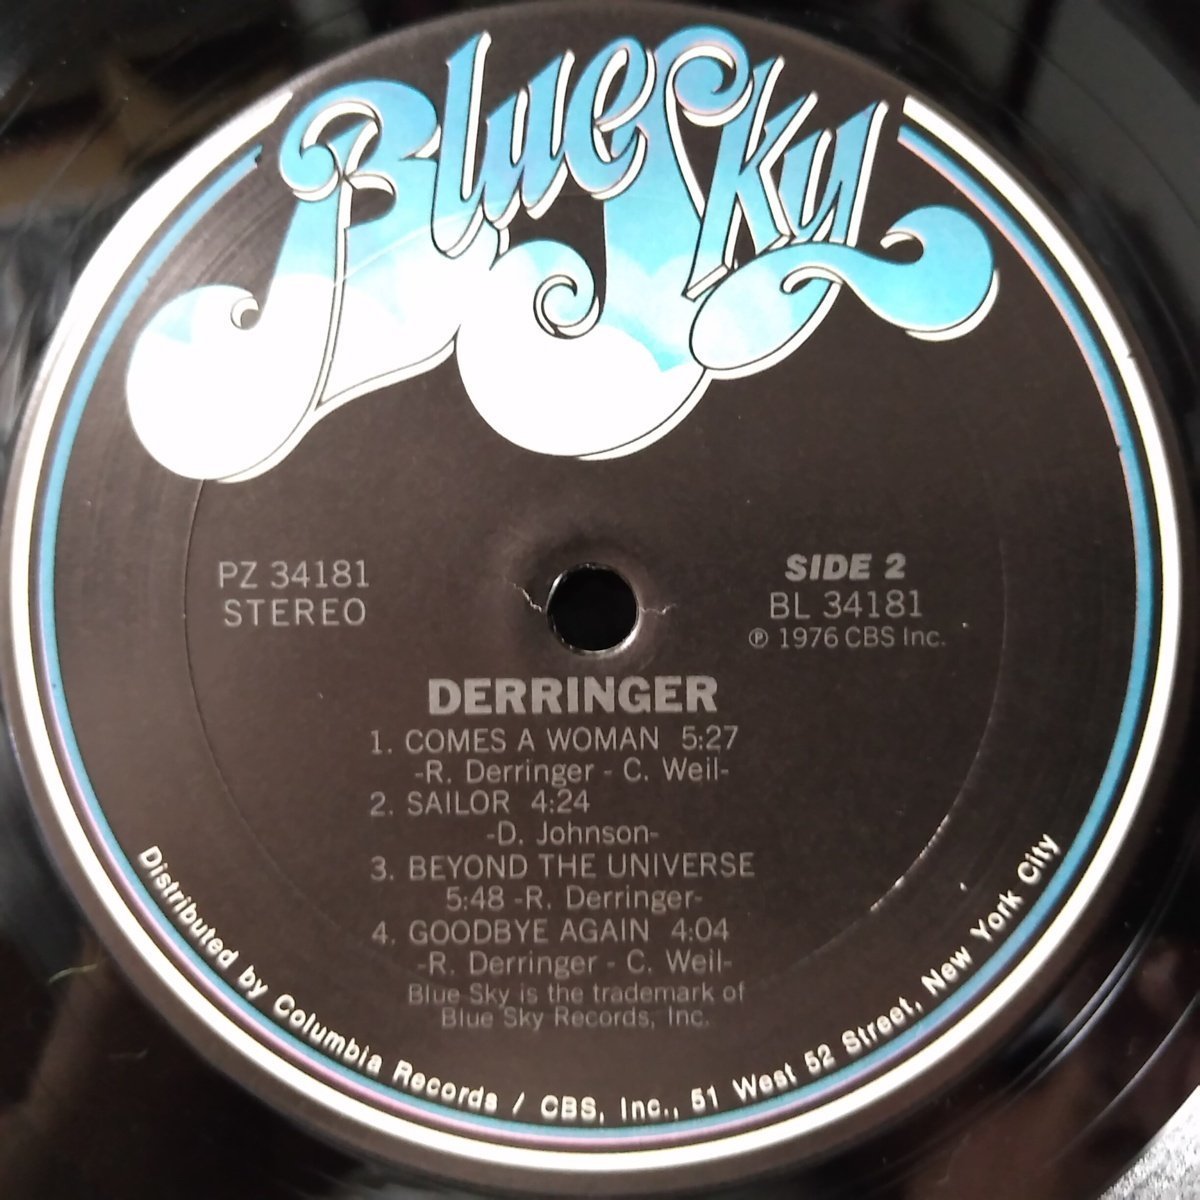 Blue Sky
PZ 34181
STEREO
SIDE 2
BL 34181
℗ 1976 CBS Inc.
DERRINGER
1. COMES A WOMAN 5:27
-R. Derringer - C. Weil-
2. SAILOR 4:24
-D. Johnson-
3. BEYOND THE UNIVERSE
5:48 -R. Derringer-
4. GOODBYE AGAIN 4:04
-R. Derringer - C. Weil-
Blue Sky is the trademark of
Blue Sky Records, Inc.
Distributed by Columbia Records / CBS, Inc., 51 West 52 Street, New York City